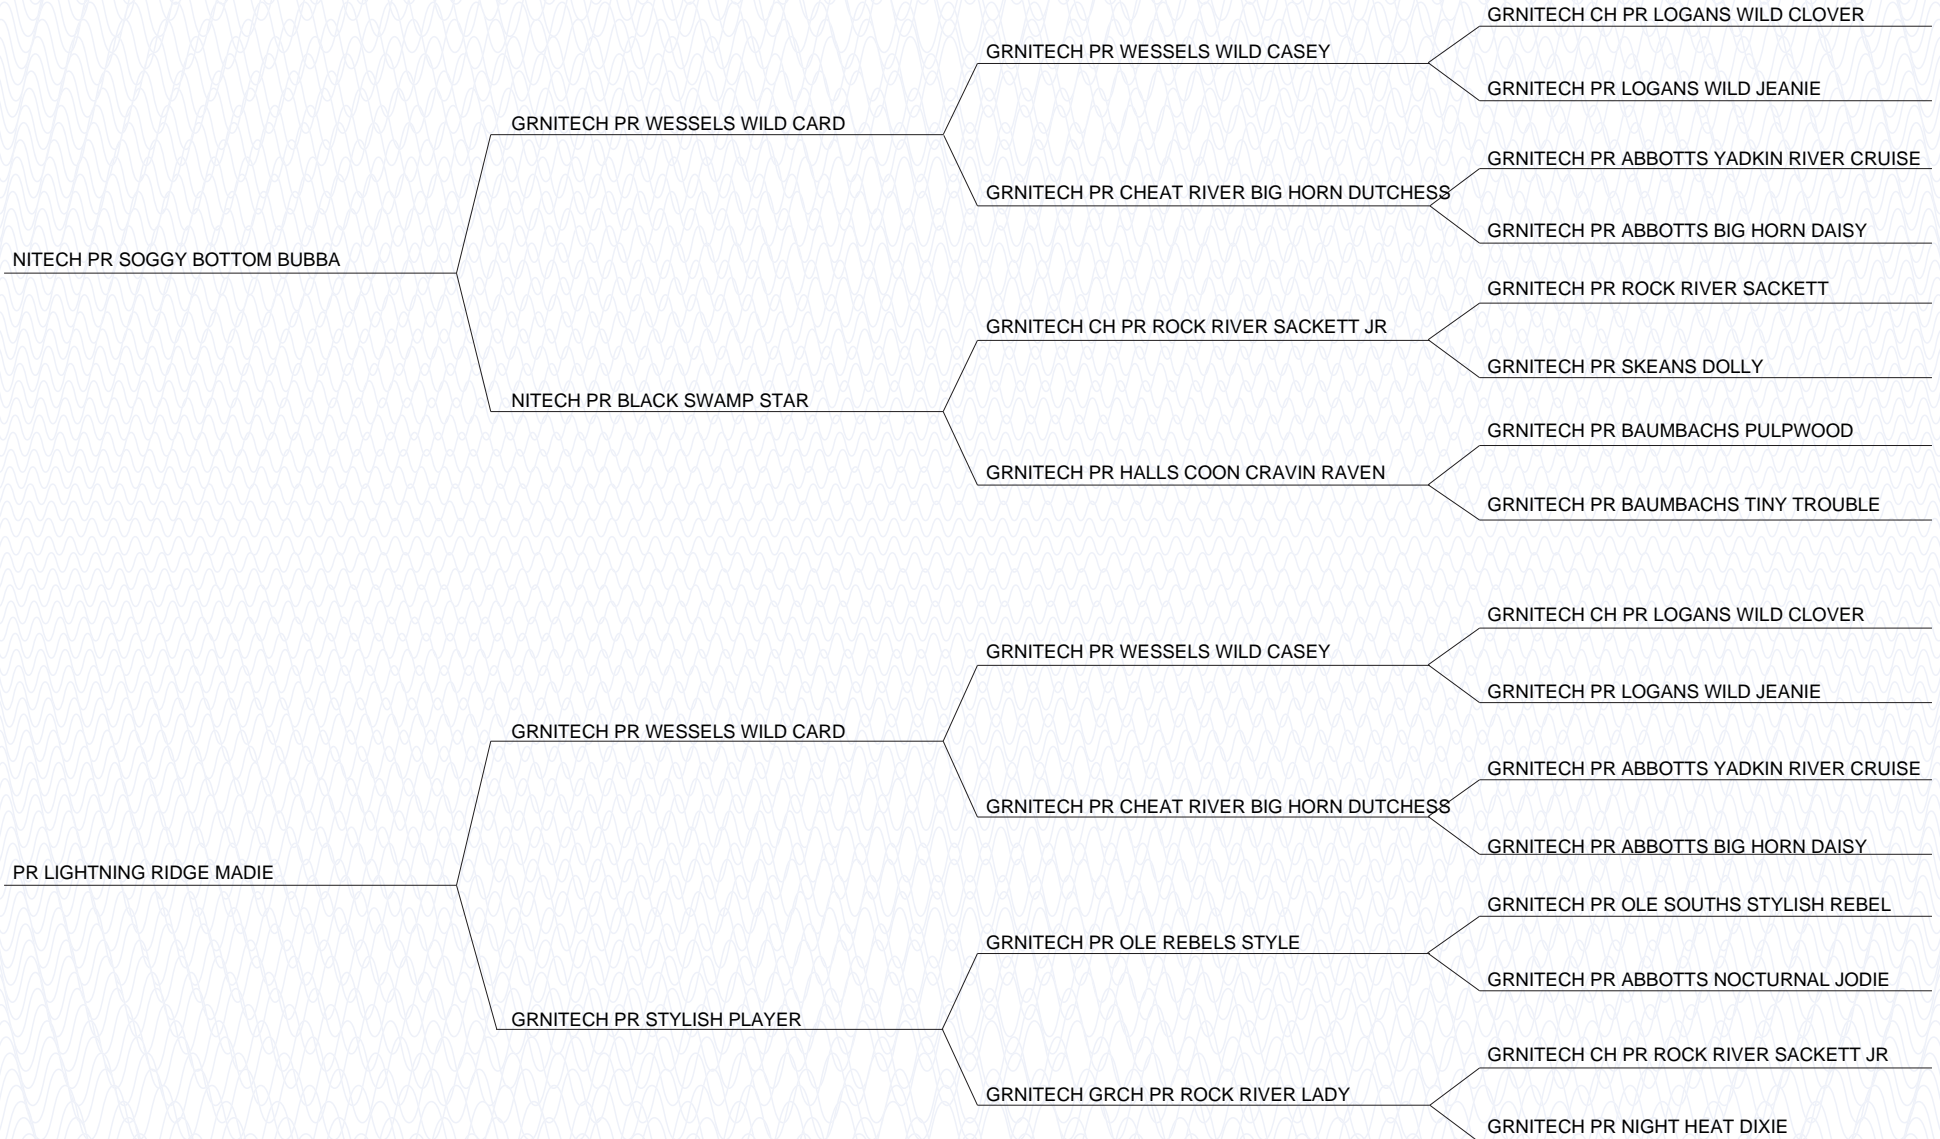 GRNITECH CH PR LOGANS WILD CLOVER
GRNITECH PR WESSELS WILD CASEY
GRNITECH PR LOGANS WILD JEANIE
GRNITECH PR WESSELS WILD CARD
GRNITECH PR ABBOTTS YADKIN RIVER CRUISE
GRNITECH PR CHEAT RIVER BIG HORN DUTCHESS
GRNITECH PR ABBOTTS BIG HORN DAISY
NITECH PR SOGGY BOTTOM BUBBA
GRNITECH PR ROCK RIVER SACKETT
GRNITECH CH PR ROCK RIVER SACKETT JR
GRNITECH PR SKEANS DOLLY
NITECH PR BLACK SWAMP STAR
GRNITECH PR BAUMBACHS PULPWOOD
GRNITECH PR HALLS COON CRAVIN RAVEN
GRNITECH PR BAUMBACHS TINY TROUBLE
GRNITECH CH PR LOGANS WILD CLOVER
GRNITECH PR WESSELS WILD CASEY
GRNITECH PR LOGANS WILD JEANIE
GRNITECH PR WESSELS WILD CARD
GRNITECH PR ABBOTTS YADKIN RIVER CRUISE
GRNITECH PR CHEAT RIVER BIG HORN DUTCHESS
GRNITECH PR ABBOTTS BIG HORN DAISY
PR LIGHTNING RIDGE MADIE
GRNITECH PR OLE SOUTHS STYLISH REBEL
GRNITECH PR OLE REBELS STYLE
GRNITECH PR ABBOTTS NOCTURNAL JODIE
GRNITECH PR STYLISH PLAYER
GRNITECH CH PR ROCK RIVER SACKETT JR
GRNITECH GRCH PR ROCK RIVER LADY
GRNITECH PR NIGHT HEAT DIXIE